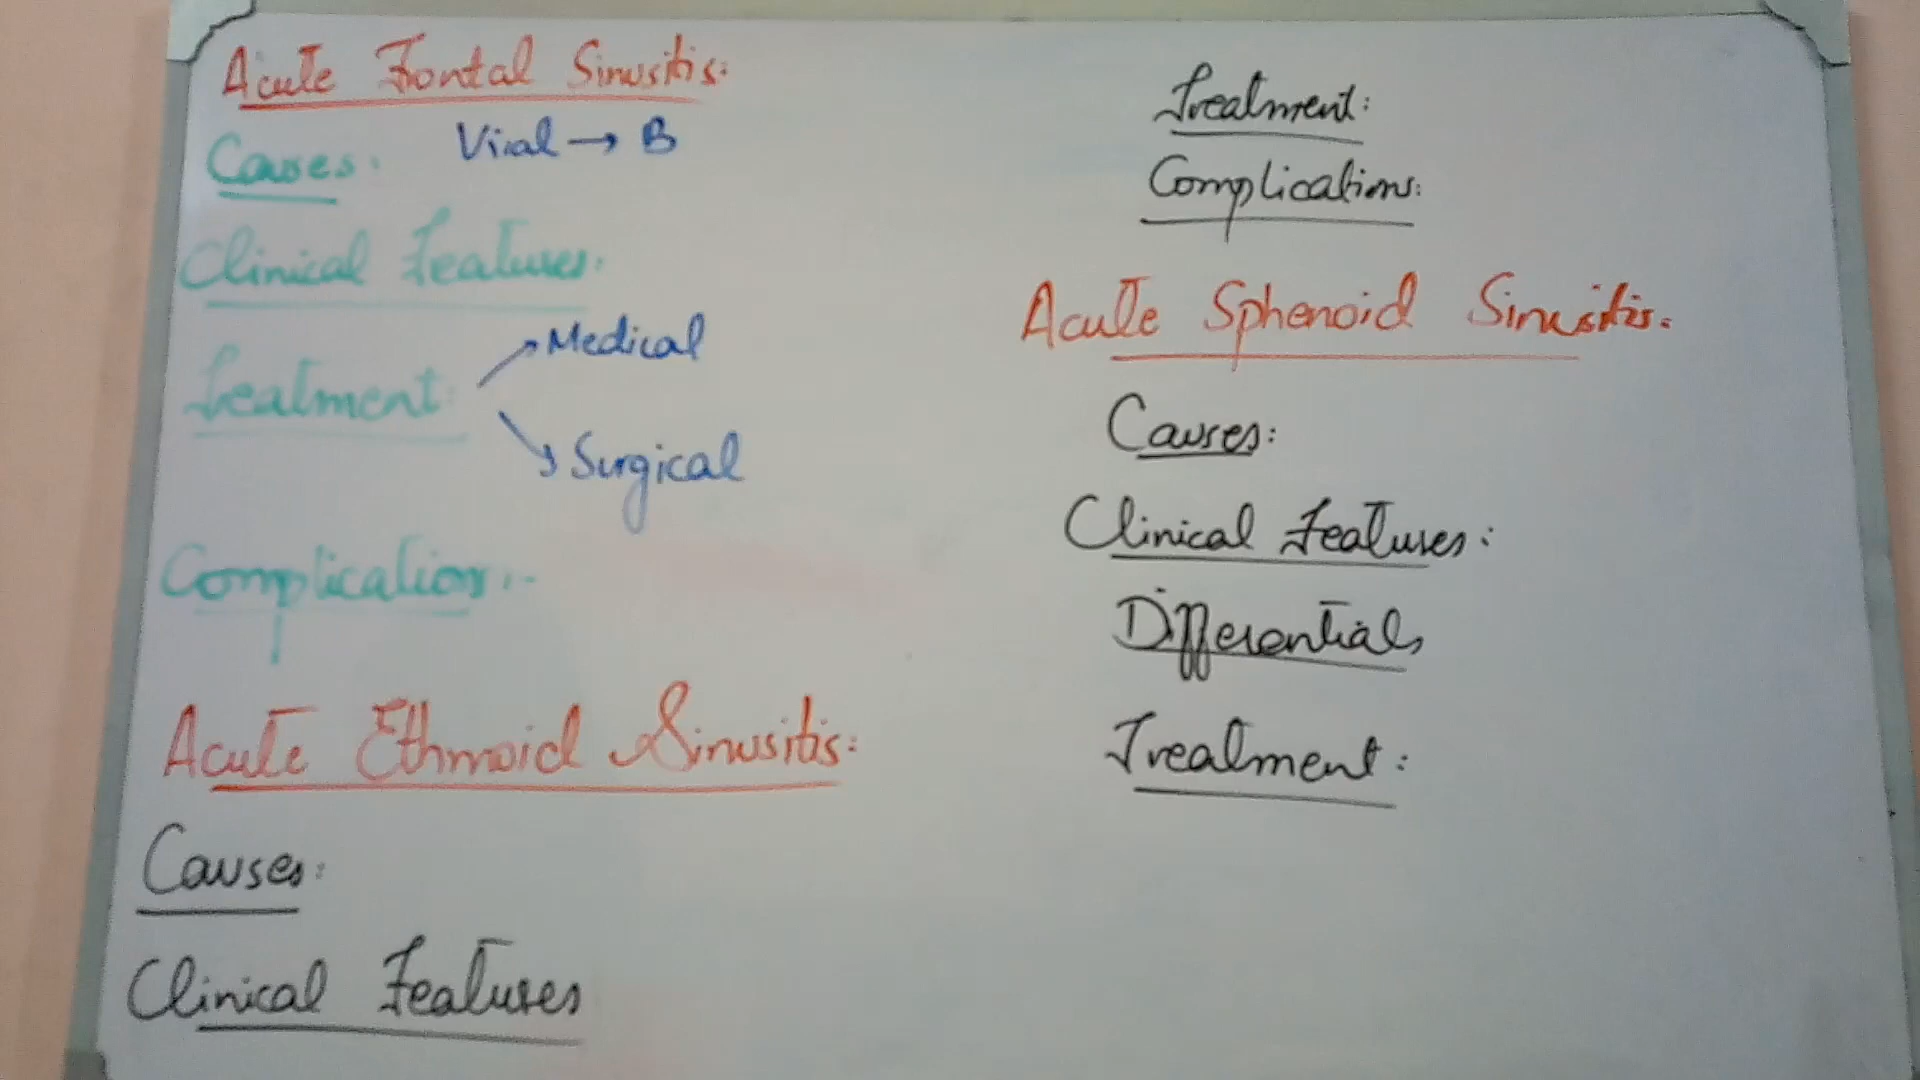 Acute Frontal Sinusitis:
Causes: Viral → B
Clinical Features:
Treatment:
Medical
Surgical
Complications:-
Acute Ethmoid Sinusitis:
Causes:
Clinical Features
Treatment:
Complications:
Acute Sphenoid Sinusitis:
Causes:
Clinical Features:
Differentials
Treatment: